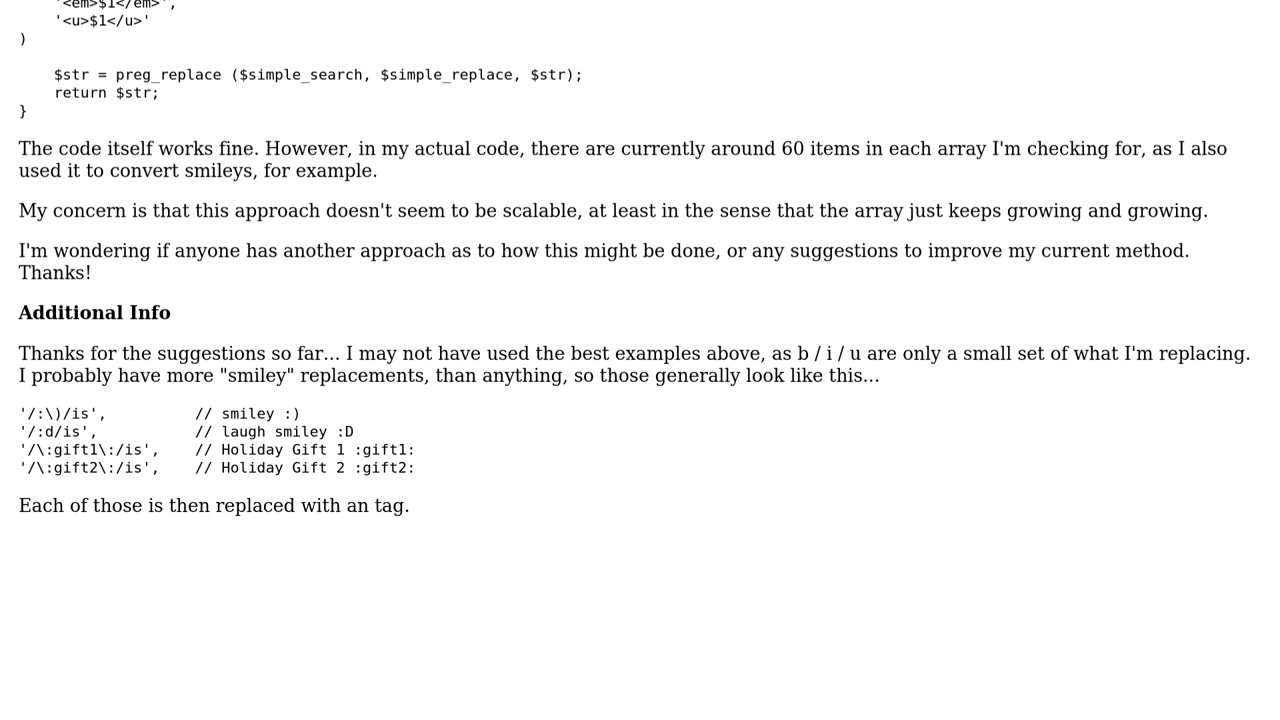 '<em>$1</em>',
'<u>$1</u>'
)
$str = preg_replace ($simple_search, $simple_replace, $str);
return $str;
}
The code itself works fine. However, in my actual code, there are currently around 60 items in each array I'm checking for, as I also
used it to convert smileys, for example.
My concern is that this approach doesn't seem to be scalable, at least in the sense that the array just keeps growing and growing.
I'm wondering if anyone has another approach as to how this might be done, or any suggestions to improve my current method.
Thanks!
Additional Info
Thanks for the suggestions so far... I may not have used the best examples above, as b / i / u are only a small set of what I'm replacing.
I probably have more "smiley" replacements, than anything, so those generally look like this...
'/:\)/is',          // smiley :)
'/:d/is',           // laugh smiley :D
'/\:gift1\:/is',    // Holiday Gift 1 :gift1:
'/\:gift2\:/is',    // Holiday Gift 2 :gift2:
Each of those is then replaced with an tag.